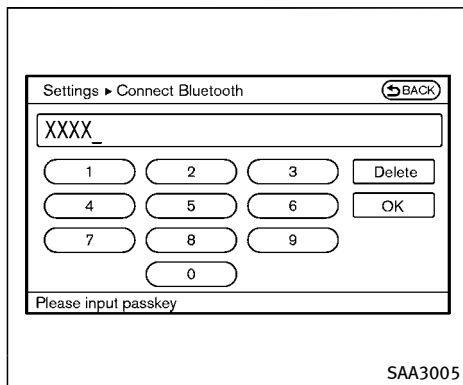 Settings ▸ Connect Bluetooth BACK
XXXX_
1 2 3 Delete
4 5 6 OK
7 8 9
0
Please input passkey
SAA3005